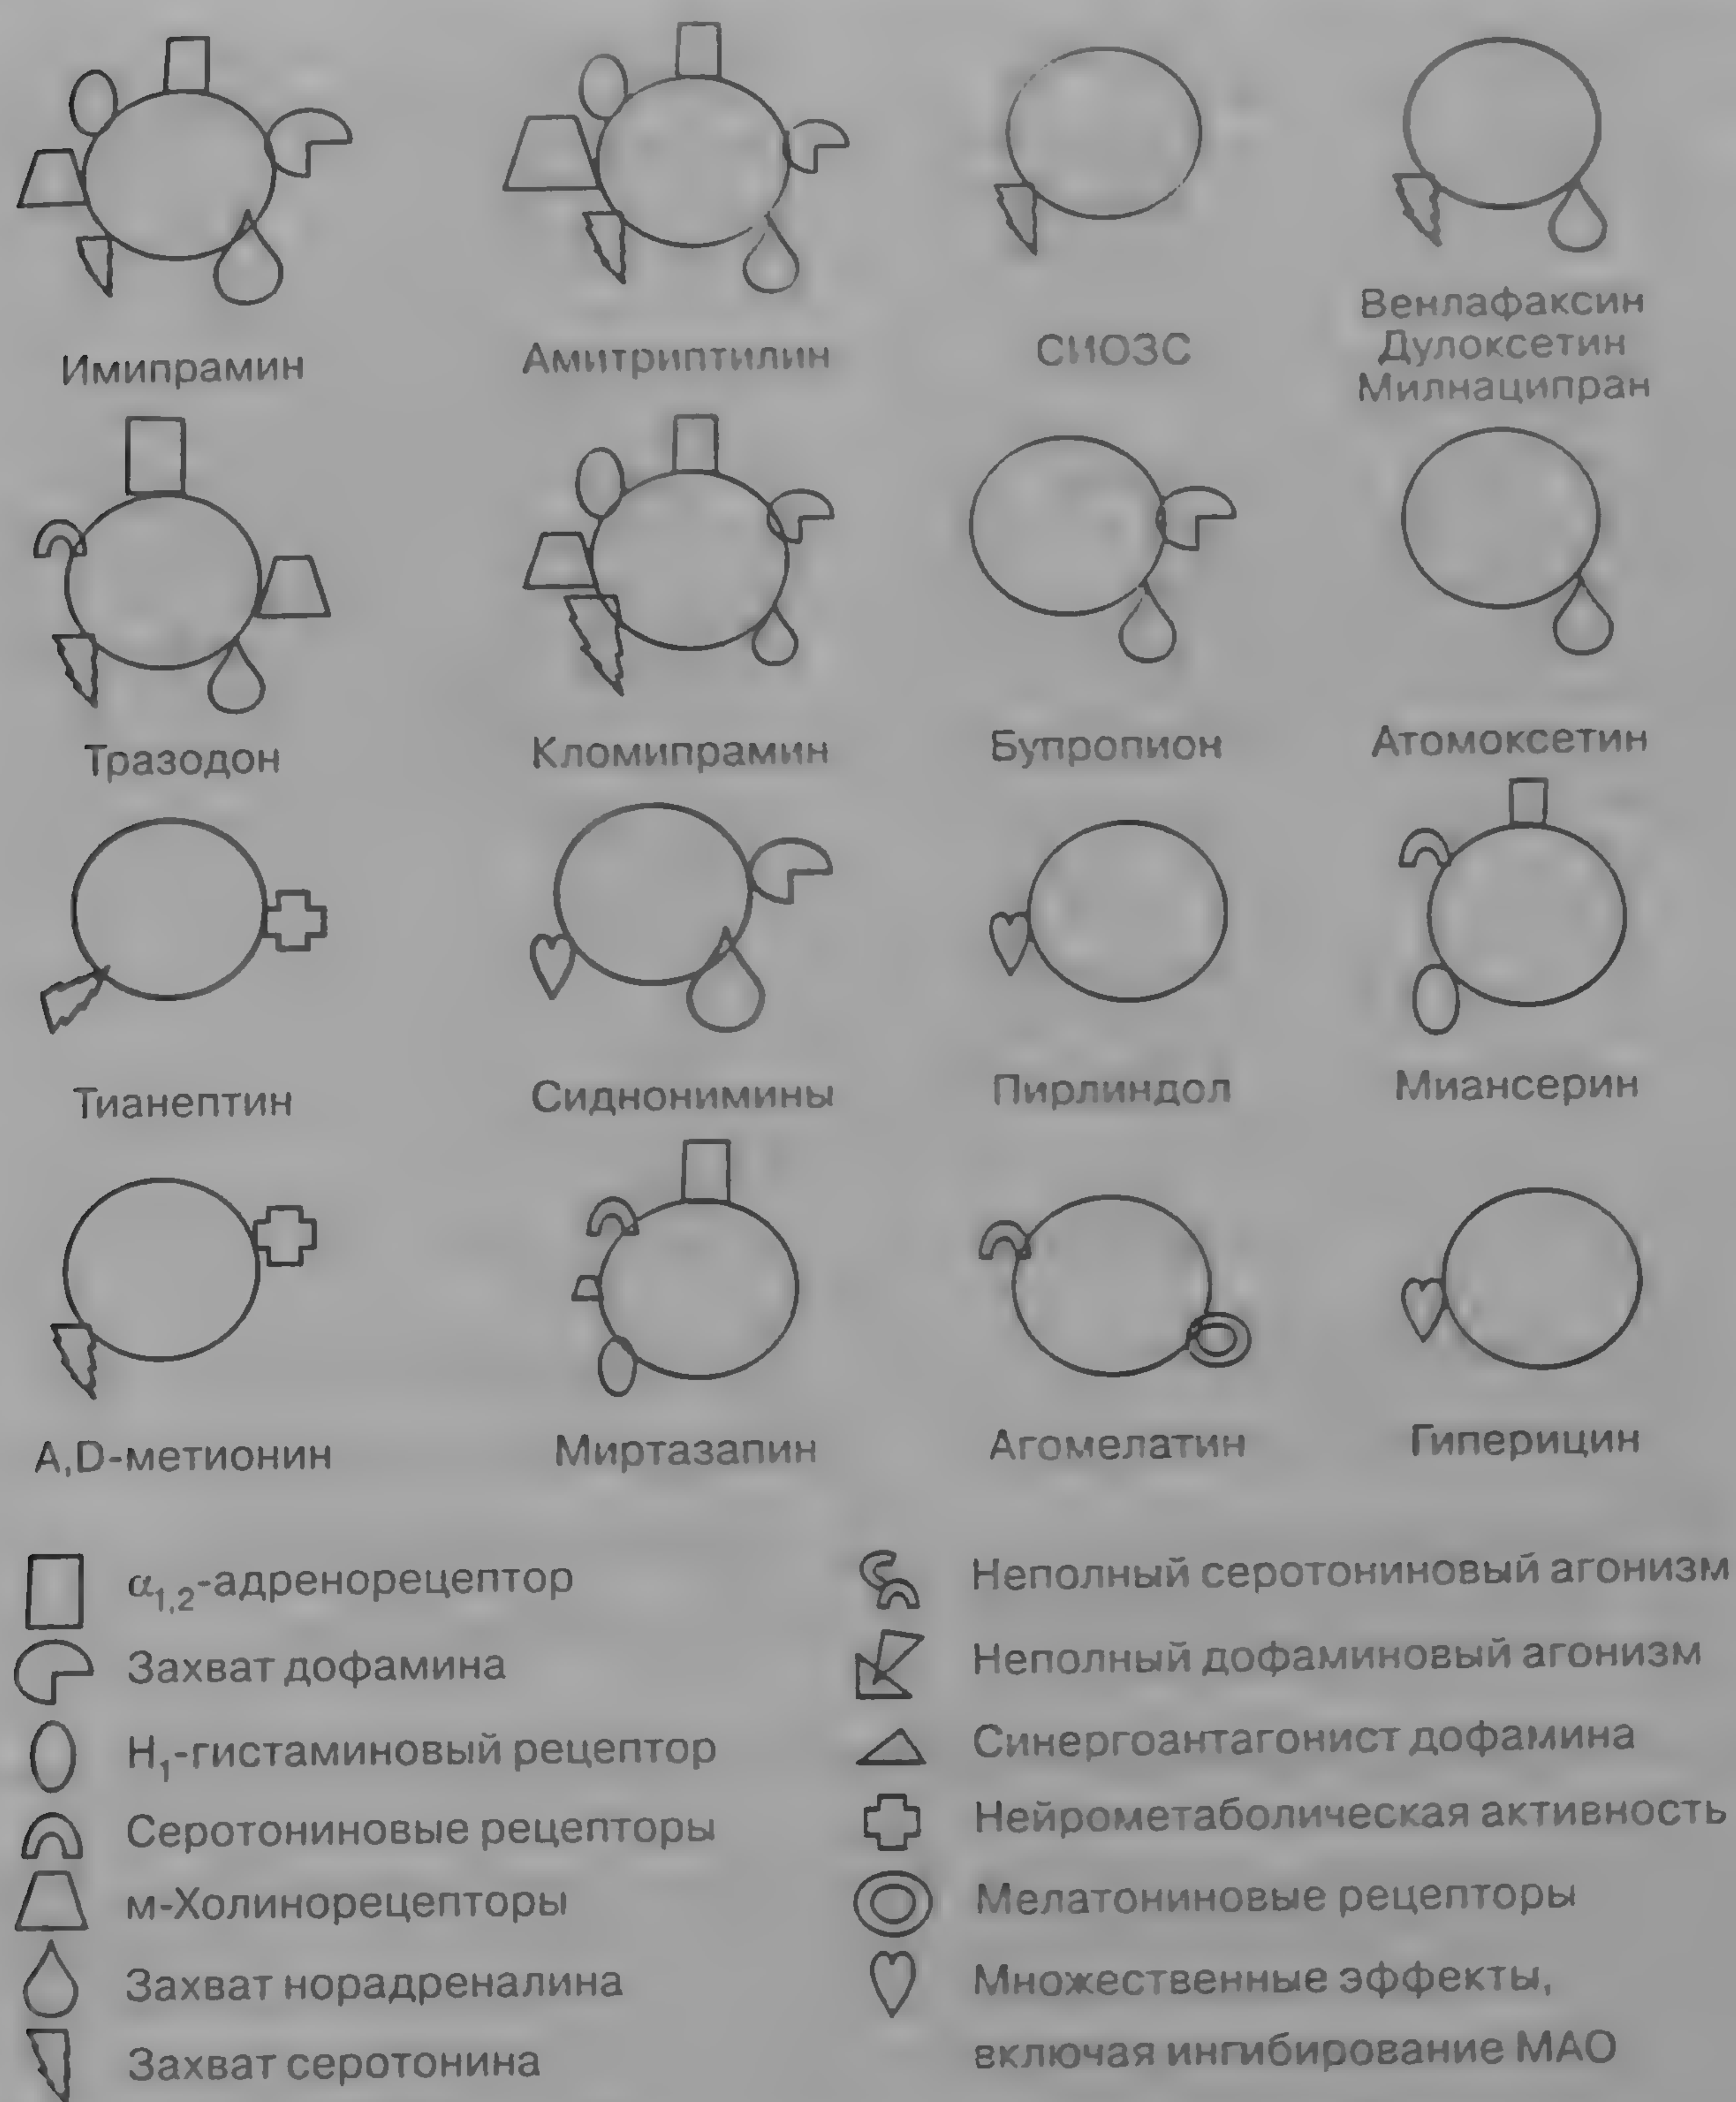 Имипрамин
Амитриптилин
СИОЗС
Венлафаксин
Дулоксетин
Милнаципран
Тразодон
Кломипрамин
Бупропион
Атомоксетин
Тианептин
Сиднонимины
Пирлиндол
Миансерин
A,D-метионин
Миртазапин
Агомелатин
Гиперицин
α1,2-адренорецептор
Захват дофамина
H1-гистаминовый рецептор
Серотониновые рецепторы
м-Холинорецепторы
Захват норадреналина
Захват серотонина
Неполный серотониновый агонизм
Неполный дофаминовый агонизм
Синергоантагонист дофамина
Нейрометаболическая активность
Мелатониновые рецепторы
Множественные эффекты,
включая ингибирование МАО